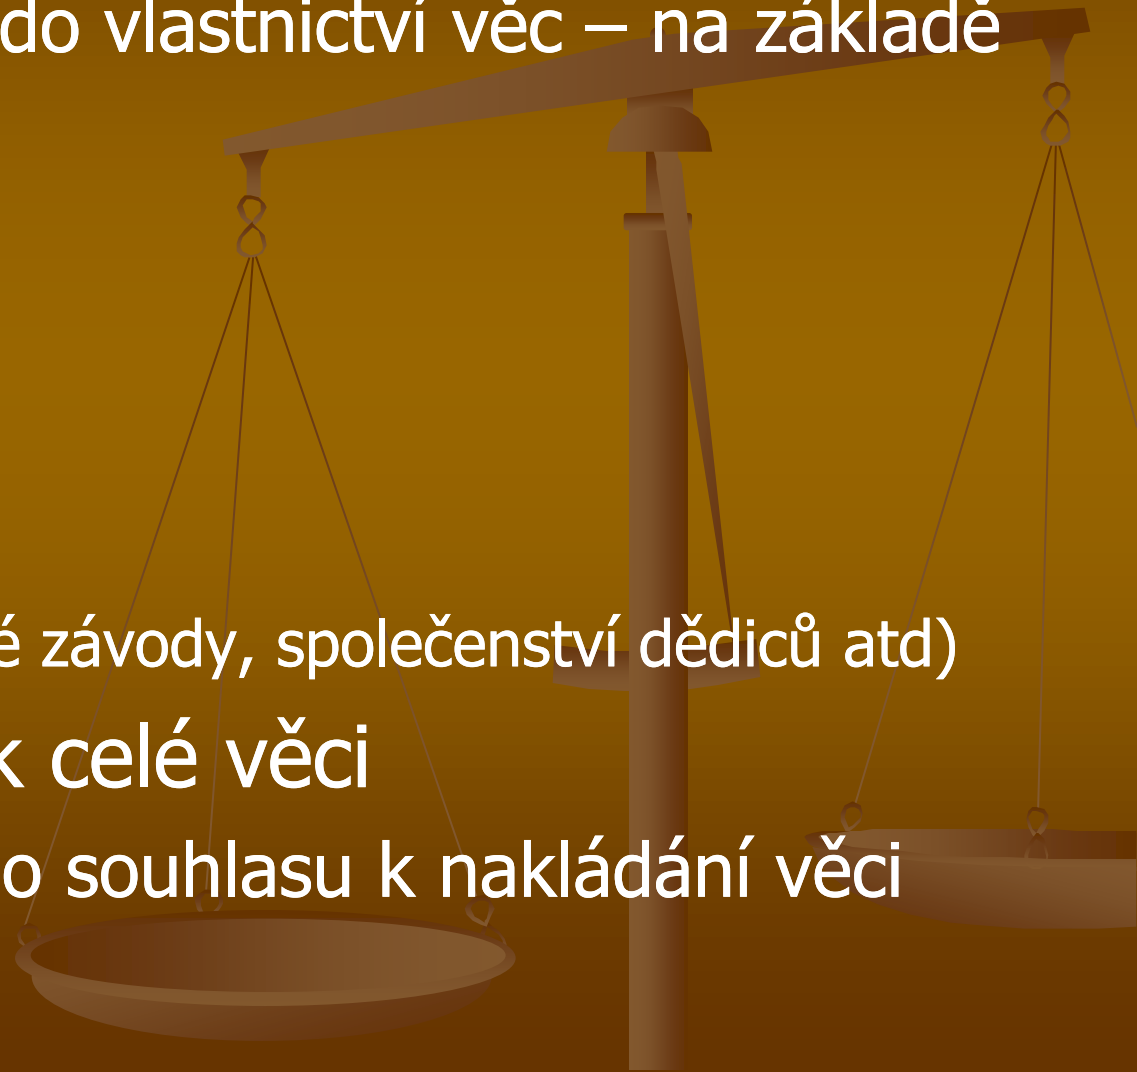 do vlastnictví věc – na základě
é závody, společenství dědiců atd)
k celé věci
o souhlasu k nakládání věci